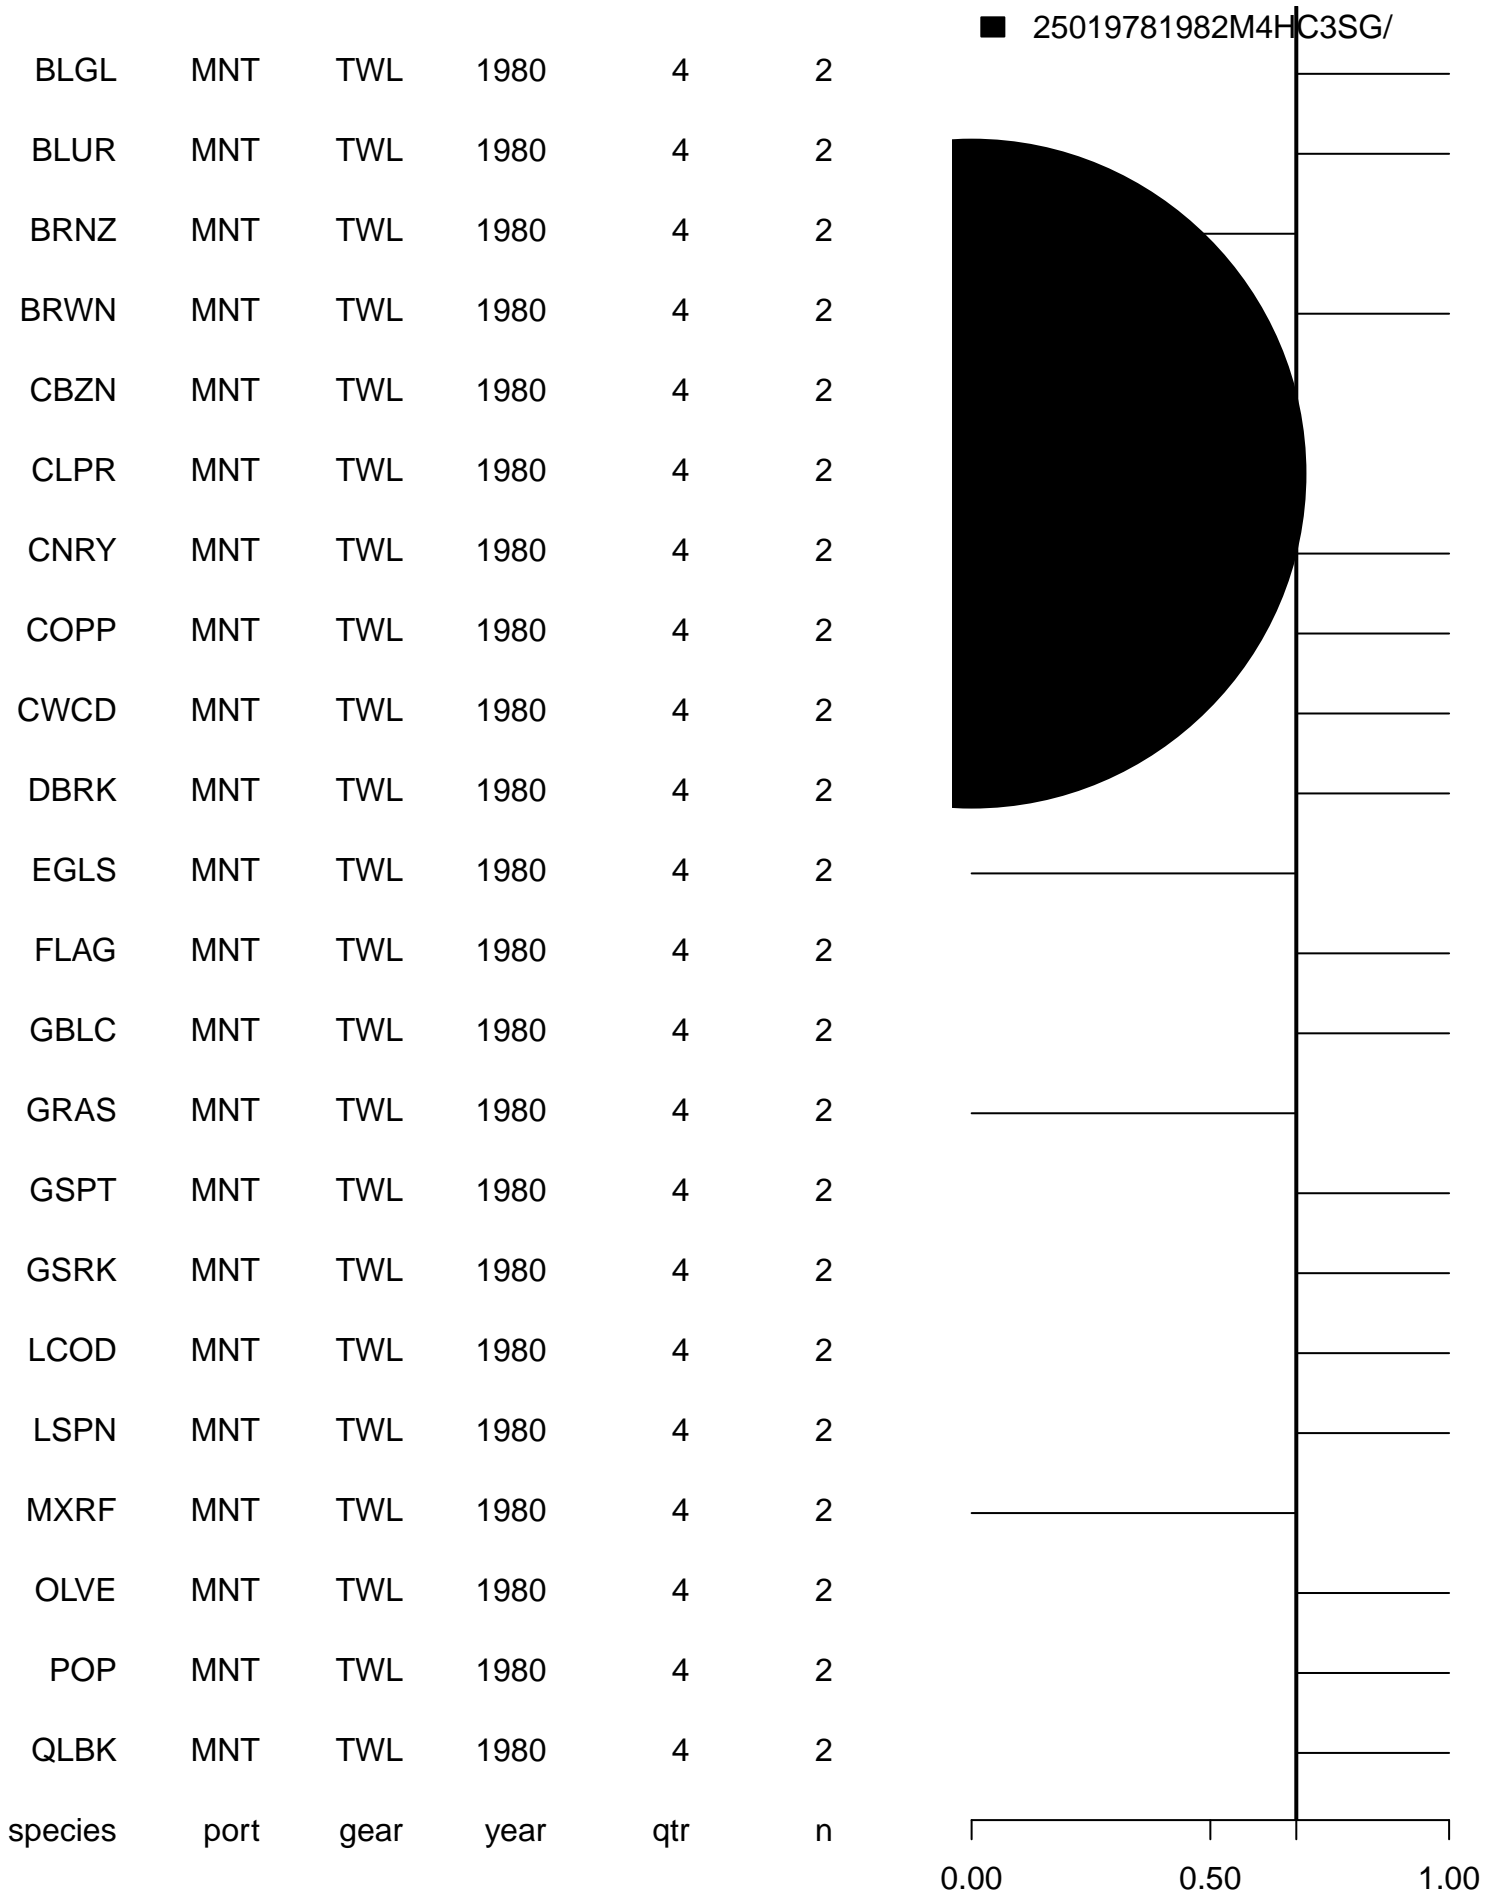 25019781982M4HC3SG/
BLGL MNT TWL 1980 4 2
BLUR MNT TWL 1980 4 2
BRNZ MNT TWL 1980 4 2
BRWN MNT TWL 1980 4 2
CBZN MNT TWL 1980 4 2
CLPR MNT TWL 1980 4 2
CNRY MNT TWL 1980 4 2
COPP MNT TWL 1980 4 2
CWCD MNT TWL 1980 4 2
DBRK MNT TWL 1980 4 2
EGLS MNT TWL 1980 4 2
FLAG MNT TWL 1980 4 2
GBLC MNT TWL 1980 4 2
GRAS MNT TWL 1980 4 2
GSPT MNT TWL 1980 4 2
GSRK MNT TWL 1980 4 2
LCOD MNT TWL 1980 4 2
LSPN MNT TWL 1980 4 2
MXRF MNT TWL 1980 4 2
OLVE MNT TWL 1980 4 2
POP MNT TWL 1980 4 2
QLBK MNT TWL 1980 4 2
species port gear year qtr n
0.00 0.50 1.00